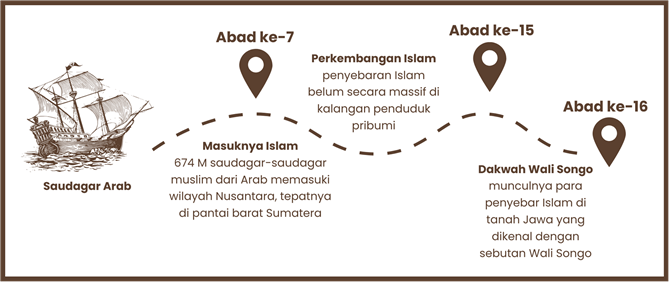 Abad ke-7
Masuknya Islam
674 M saudagar-saudagar
muslim dari Arab memasuki
wilayah Nusantara, tepatnya
di pantai barat Sumatera
Saudagar Arab
Perkembangan Islam
penyebaran Islam
belum secara massif di
kalangan penduduk
pribumi
Abad ke-15
Abad ke-16
Dakwah Wali Songo
munculnya para
penyebar Islam di
tanah Jawa yang
dikenal dengan
sebutan Wali Songo